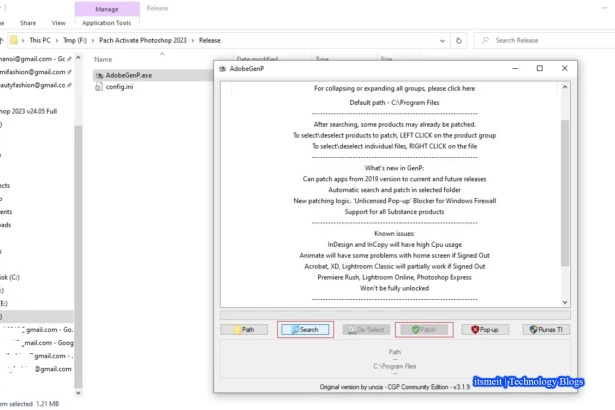 Manage
Release
Share
View
Application Tools
This PC > Tmp (F:) > Pach Activate Photoshop 2023 > Release
Search Release
Name
Date modified
Type
Size
AdobeGenP.exe
config.ini
AdobeGenP
For collapsing or expanding all groups, please click here
Default path - C:\Program Files
After searching, some products may already be patched.
To select\deselect products to patch, LEFT CLICK on the product group
To select\deselect individual files, RIGHT CLICK on the file
What's new in GenP:
Can patch apps from 2019 version to current and future releases
Automatic search and patch in selected folder
New patching logic. 'Unlicensed Pop-up' Blocker for Windows Firewall
Support for all Substance products
Known issues:
InDesign and InCopy will have high Cpu usage
Animate will have some problems with home screen if Signed Out
Acrobat, XD, Lightroom Classic will partially work if Signed Out
Premiere Rush, Lightroom Online, Photoshop Express
Won't be fully unlocked
Path
Search
De/Select
Patch
Pop-up
Runas TI
Path
---
C:\Program Files
---
Original version by uncia - CGP Community Edition - v3.1.9
itsmeit | Technology Blogs
manoi@gmail.com - Go
mifashion@gmail.com -
autyfashion@gmail.com
hop 2023 v24.05 Full
ects
p
ents
oads
s
isk (C:)
:)
E:)
)
@gmail.com - Go.
_mail.com - Goog
@gmail.com
em selected 1.21 MB